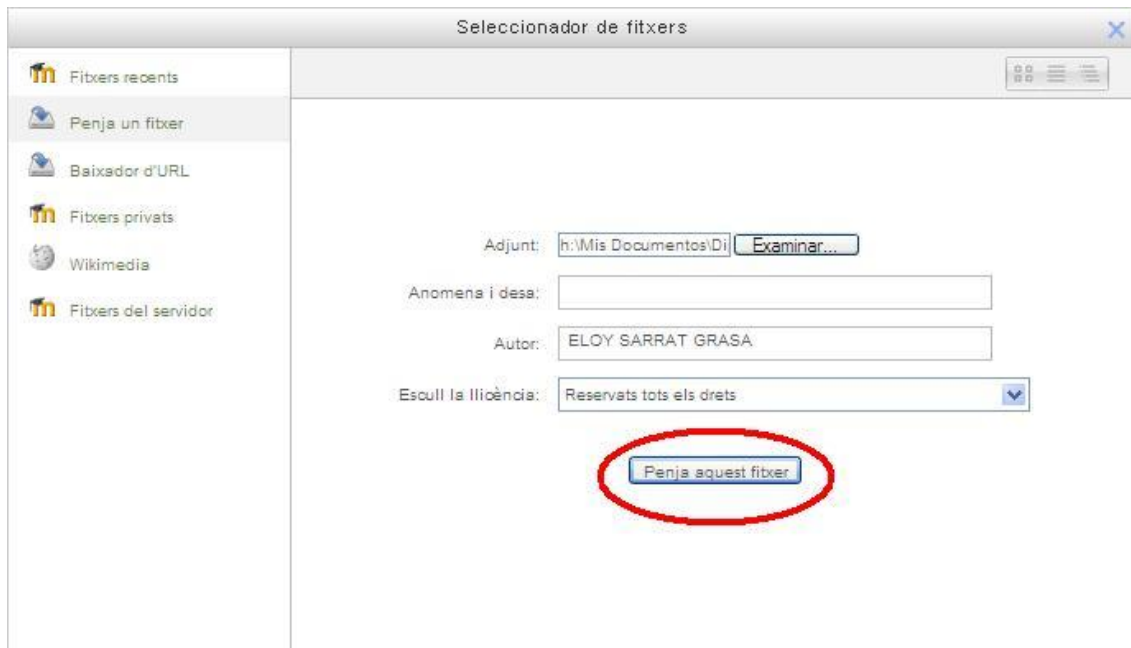 Seleccionador de fitxers
Fitxers recents
Penja un fitxer
Baixador d'URL
Fitxers privats
Wikimedia
Fitxers del servidor
Adjunt: h:\Mis Documentos\Di Examinar...
Anomena i desa:
Autor: ELOY SARRAT GRASA
Escull la llicència: Reservats tots els drets
Penja aquest fitxer